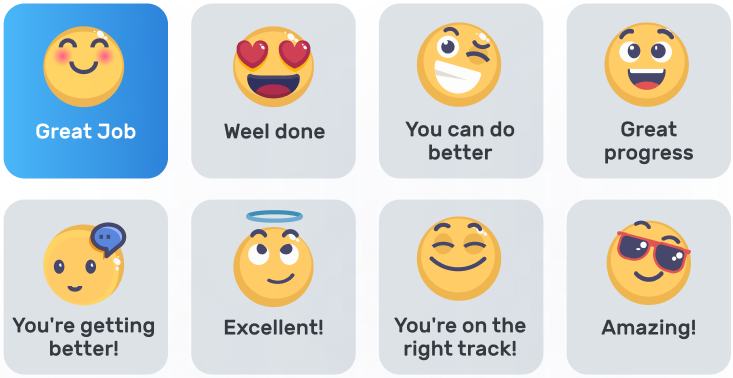 Great Job
Weel done
You can do
better
Great
progress
You're getting
better!
Excellent!
You're on the
right track!
Amazing!